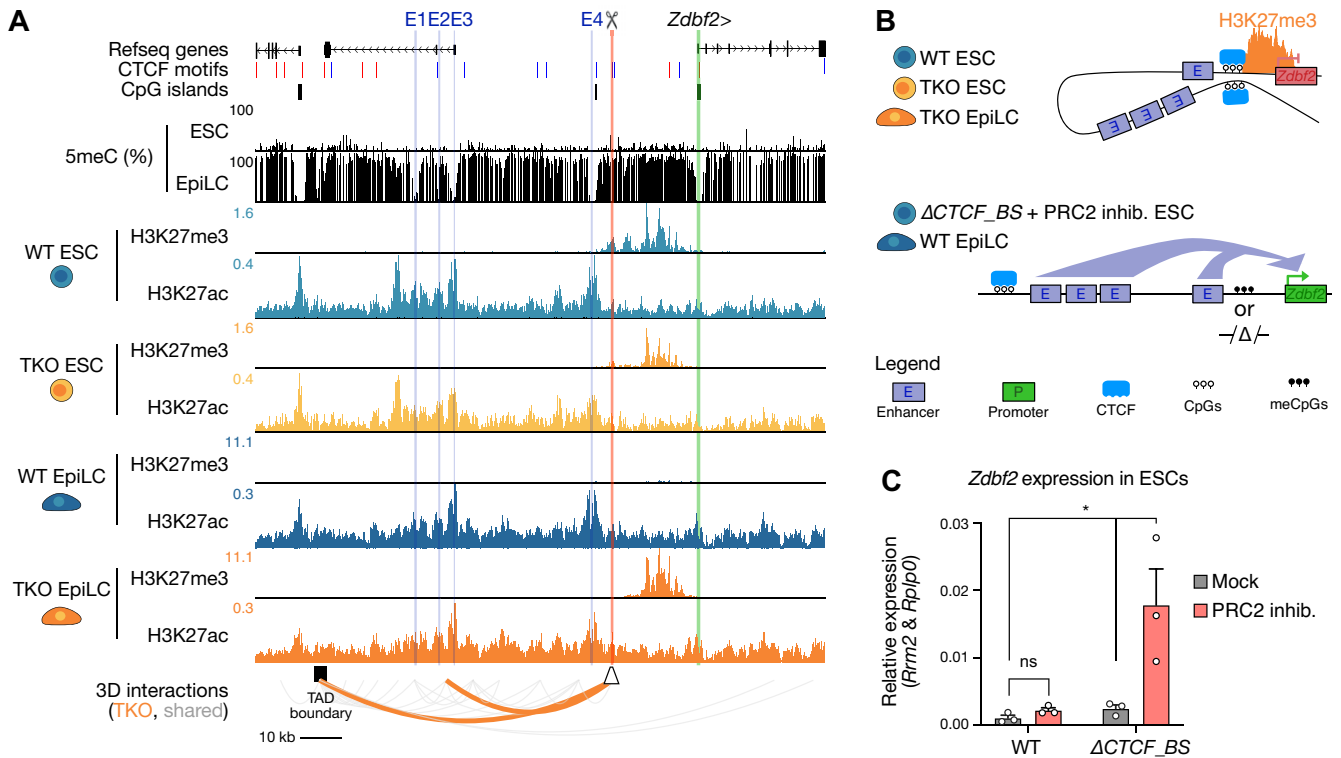 A
E1 E2 E3 E4 Zdbf2>
Refseq genes
CTCF motifs
CpG islands
100
ESC
5meC (%)
100
EpiLC
1.6
H3K27me3
WT ESC
0.4
H3K27ac
1.6
H3K27me3
TKO ESC
0.4
H3K27ac
11.1
H3K27me3
WT EpiLC
0.3
H3K27ac
11.1
H3K27me3
TKO EpiLC
0.3
H3K27ac
3D interactions
(TKO, shared)
TAD
boundary
10 kb
B
H3K27me3
WT ESC
TKO ESC
TKO EpiLC
E
Zdbf2
E E E
ΔCTCF_BS + PRC2 inhib. ESC
WT EpiLC
E E E E Zdbf2
or
Δ
Legend
E P
Enhancer Promoter CTCF CpGs meCpGs
C
Zdbf2 expression in ESCs
Relative expression
(Rrm2 & Rplp0)
0.03
0.02
0.01
0.00
*
ns
Mock
PRC2 inhib.
WT ΔCTCF_BS